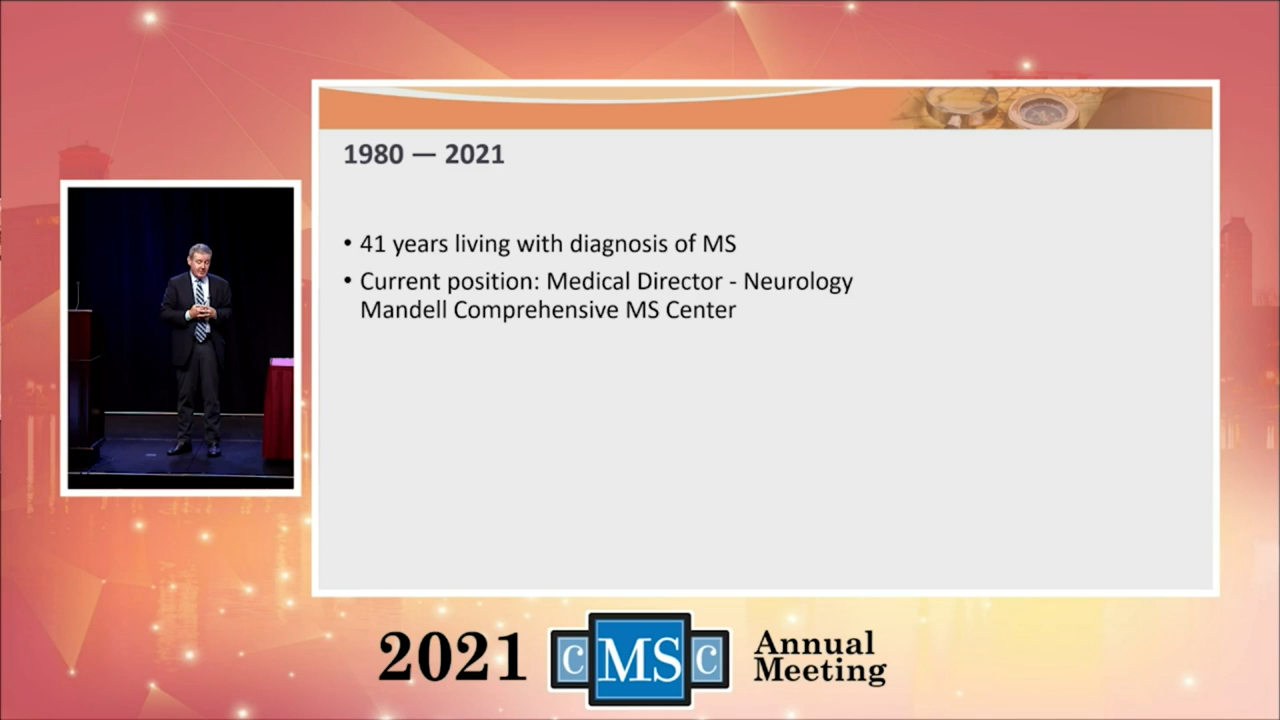 1980 — 2021
• 41 years living with diagnosis of MS
• Current position: Medical Director - Neurology
Mandell Comprehensive MS Center
2021 CMSC Annual
Meeting